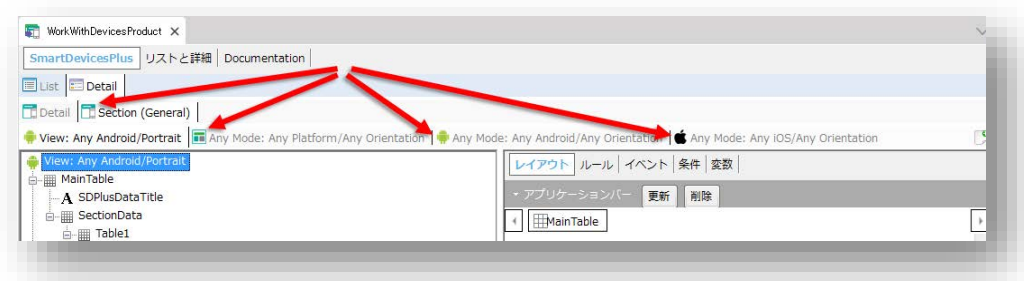 WorkWithDevicesProduct
SmartDevicesPlus リストと詳細 Documentation
List Detail
Detail Section (General)
View: Any Android/Portrait Any Mode: Any Platform/Any Orientation Any Mode: Any Android/Any Orientation Any Mode: Any iOS/Any Orientation
View: Any Android/Portrait
MainTable
A SDPlusDataTitle
SectionData
Table1
レイアウト ルール イベント 条件 変数
アプリケーションバー 更新 削除
MainTable